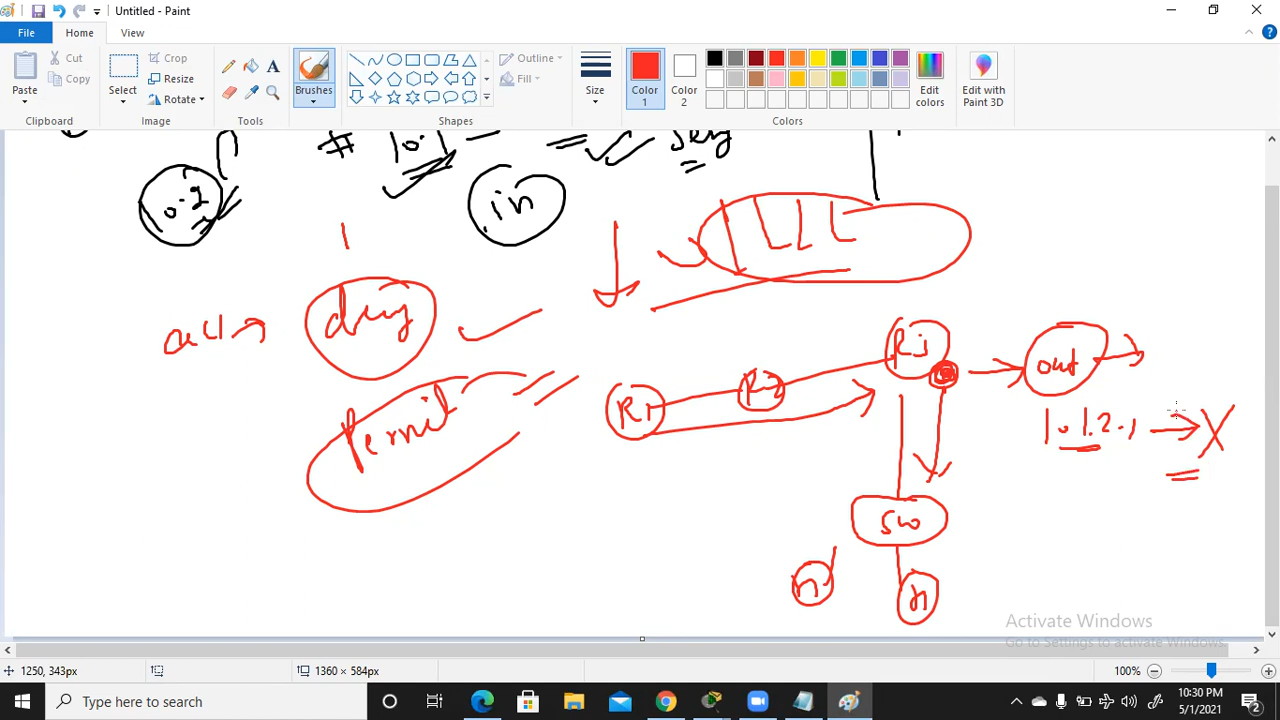 Untitled - Paint
File Home View
Paste
Cut
Copy
Clipboard
Select
Crop
Resize
Rotate
Image
A
Tools
Brushes
Outline
Fill
Shapes
Size
Color 1
Color 2
Edit colors
Colors
Edit with Paint 3D
# 10.1
in
deny
Permit
R1
R2
out
10.1.2.1 → X
sw
Activate Windows
Go to Settings to activate Windows.
1250, 343px
1360 × 584px
100%
Type here to search
10:30 PM
5/1/2021
2